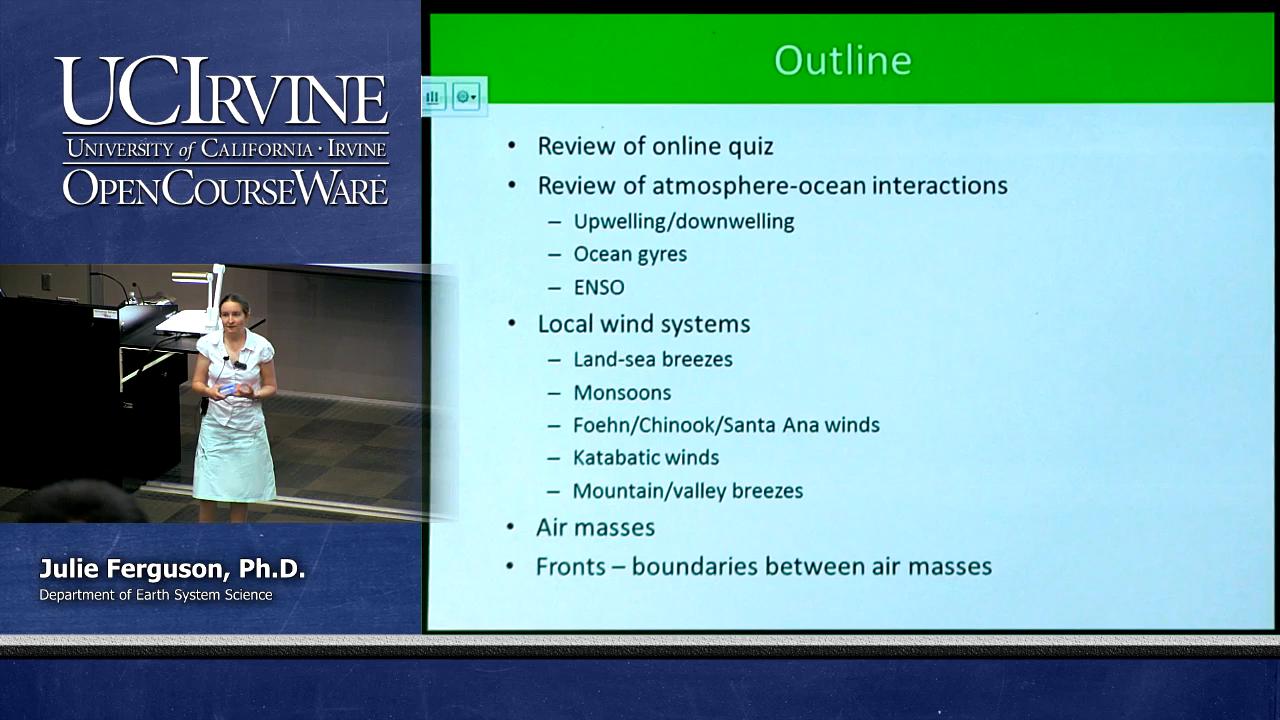 UCIRVINE
UNIVERSITY of CALIFORNIA · IRVINE
OPENCOURSEWARE
Julie Ferguson, Ph.D.
Department of Earth System Science
Outline
• Review of online quiz
• Review of atmosphere-ocean interactions
– Upwelling/downwelling
– Ocean gyres
– ENSO
• Local wind systems
– Land-sea breezes
– Monsoons
– Foehn/Chinook/Santa Ana winds
– Katabatic winds
– Mountain/valley breezes
• Air masses
• Fronts – boundaries between air masses